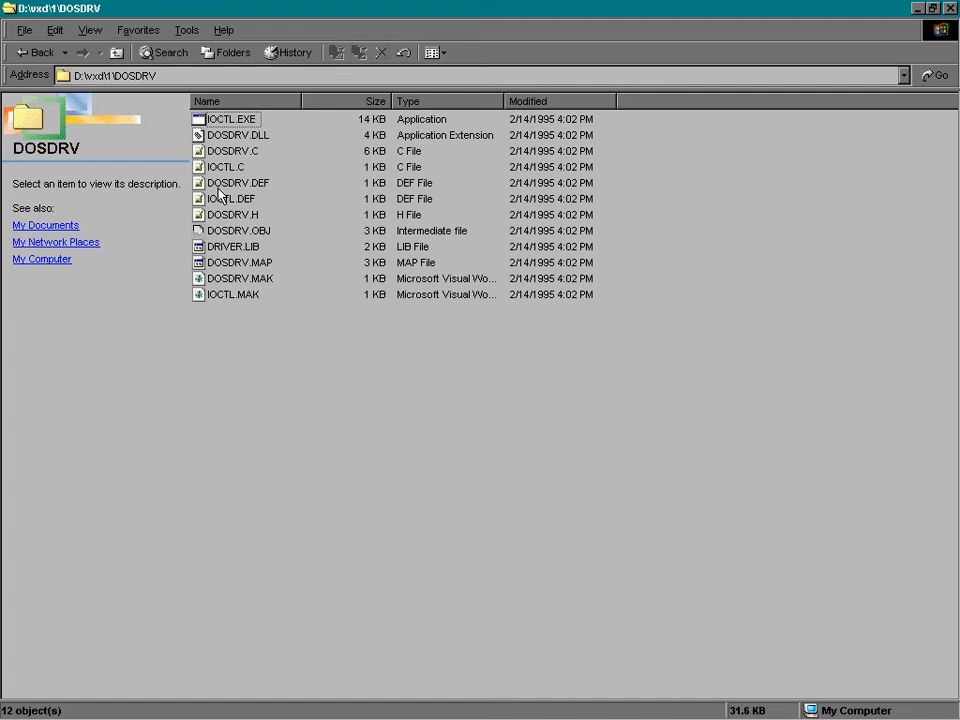 D:\vxd\1\DOSDRV
File Edit View Favorites Tools Help
Back Search Folders History
Address D:\vxd\1\DOSDRV Go
Name Size Type Modified
IOCTL.EXE 14 KB Application 2/14/1995 4:02 PM
DOSDRV.DLL 4 KB Application Extension 2/14/1995 4:02 PM
DOSDRV.C 6 KB C File 2/14/1995 4:02 PM
IOCTL.C 1 KB C File 2/14/1995 4:02 PM
DOSDRV.DEF 1 KB DEF File 2/14/1995 4:02 PM
IOCTL.DEF 1 KB DEF File 2/14/1995 4:02 PM
DOSDRV.H 1 KB H File 2/14/1995 4:02 PM
DOSDRV.OBJ 3 KB Intermediate file 2/14/1995 4:02 PM
DRIVER.LIB 2 KB LIB File 2/14/1995 4:02 PM
DOSDRV.MAP 3 KB MAP File 2/14/1995 4:02 PM
DOSDRV.MAK 1 KB Microsoft Visual Wo... 2/14/1995 4:02 PM
IOCTL.MAK 1 KB Microsoft Visual Wo... 2/14/1995 4:02 PM
DOSDRV
Select an item to view its description.
See also:
My Documents
My Network Places
My Computer
12 object(s) 31.6 KB My Computer